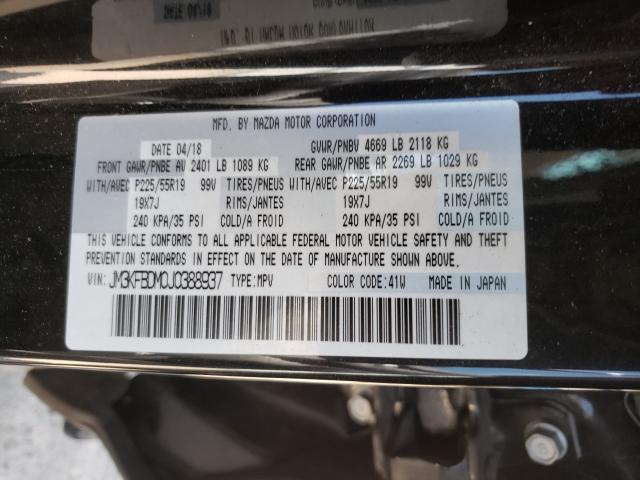 MFD. BY MAZDA MOTOR CORPORATION
DATE 04/18 GVWR/PNBV 4669 LB 2118 KG
FRONT GAWR/PNBE AV 2401 LB 1089 KG REAR GAWR/PNBE AR 2269 LB 1029 KG
WITH/AVEC P225/55R19 99V TIRES/PNEUS WITH/AVEC P225/55R19 99V TIRES/PNEUS
19X7J RIMS/JANTES 19X7J RIMS/JANTES
240 KPA/35 PSI COLD/A FROID 240 KPA/35 PSI COLD/A FROID
THIS VEHICLE CONFORMS TO ALL APPLICABLE FEDERAL MOTOR VEHICLE SAFETY AND THEFT
PREVENTION STANDARDS IN EFFECT ON THE DATE OF MANUFACTURE SHOWN ABOVE.
VIN: JM3KFBDM0J0388937 TYPE: MPV COLOR CODE: 41W MADE IN JAPAN